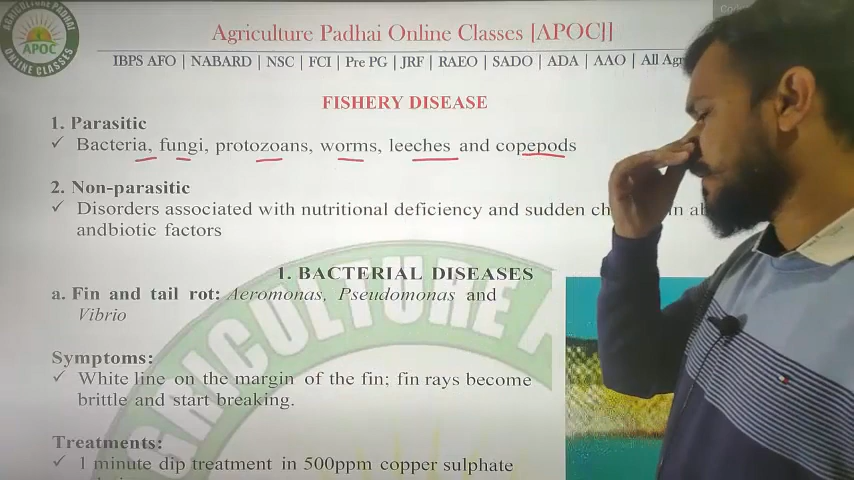 AGRICULTURE PADHAI
APOC
ONLINE CLASSES
Agriculture Padhai Online Classes [APOC]]
IBPS AFO | NABARD | NSC | FCI | Pre PG | JRF | RAEO | SADO | ADA | AAO | All Agr
FISHERY DISEASE
1. Parasitic
✓ Bacteria, fungi, protozoans, worms, leeches and copepods
2. Non-parasitic
✓ Disorders associated with nutritional deficiency and sudden ch in ab
andbiotic factors
1. BACTERIAL DISEASES
a. Fin and tail rot: Aeromonas, Pseudomonas and
Vibrio
AGRICULTURE A
Symptoms:
✓ White line on the margin of the fin; fin rays become
brittle and start breaking.
Treatments:
✓ 1 minute dip treatment in 500ppm copper sulphate